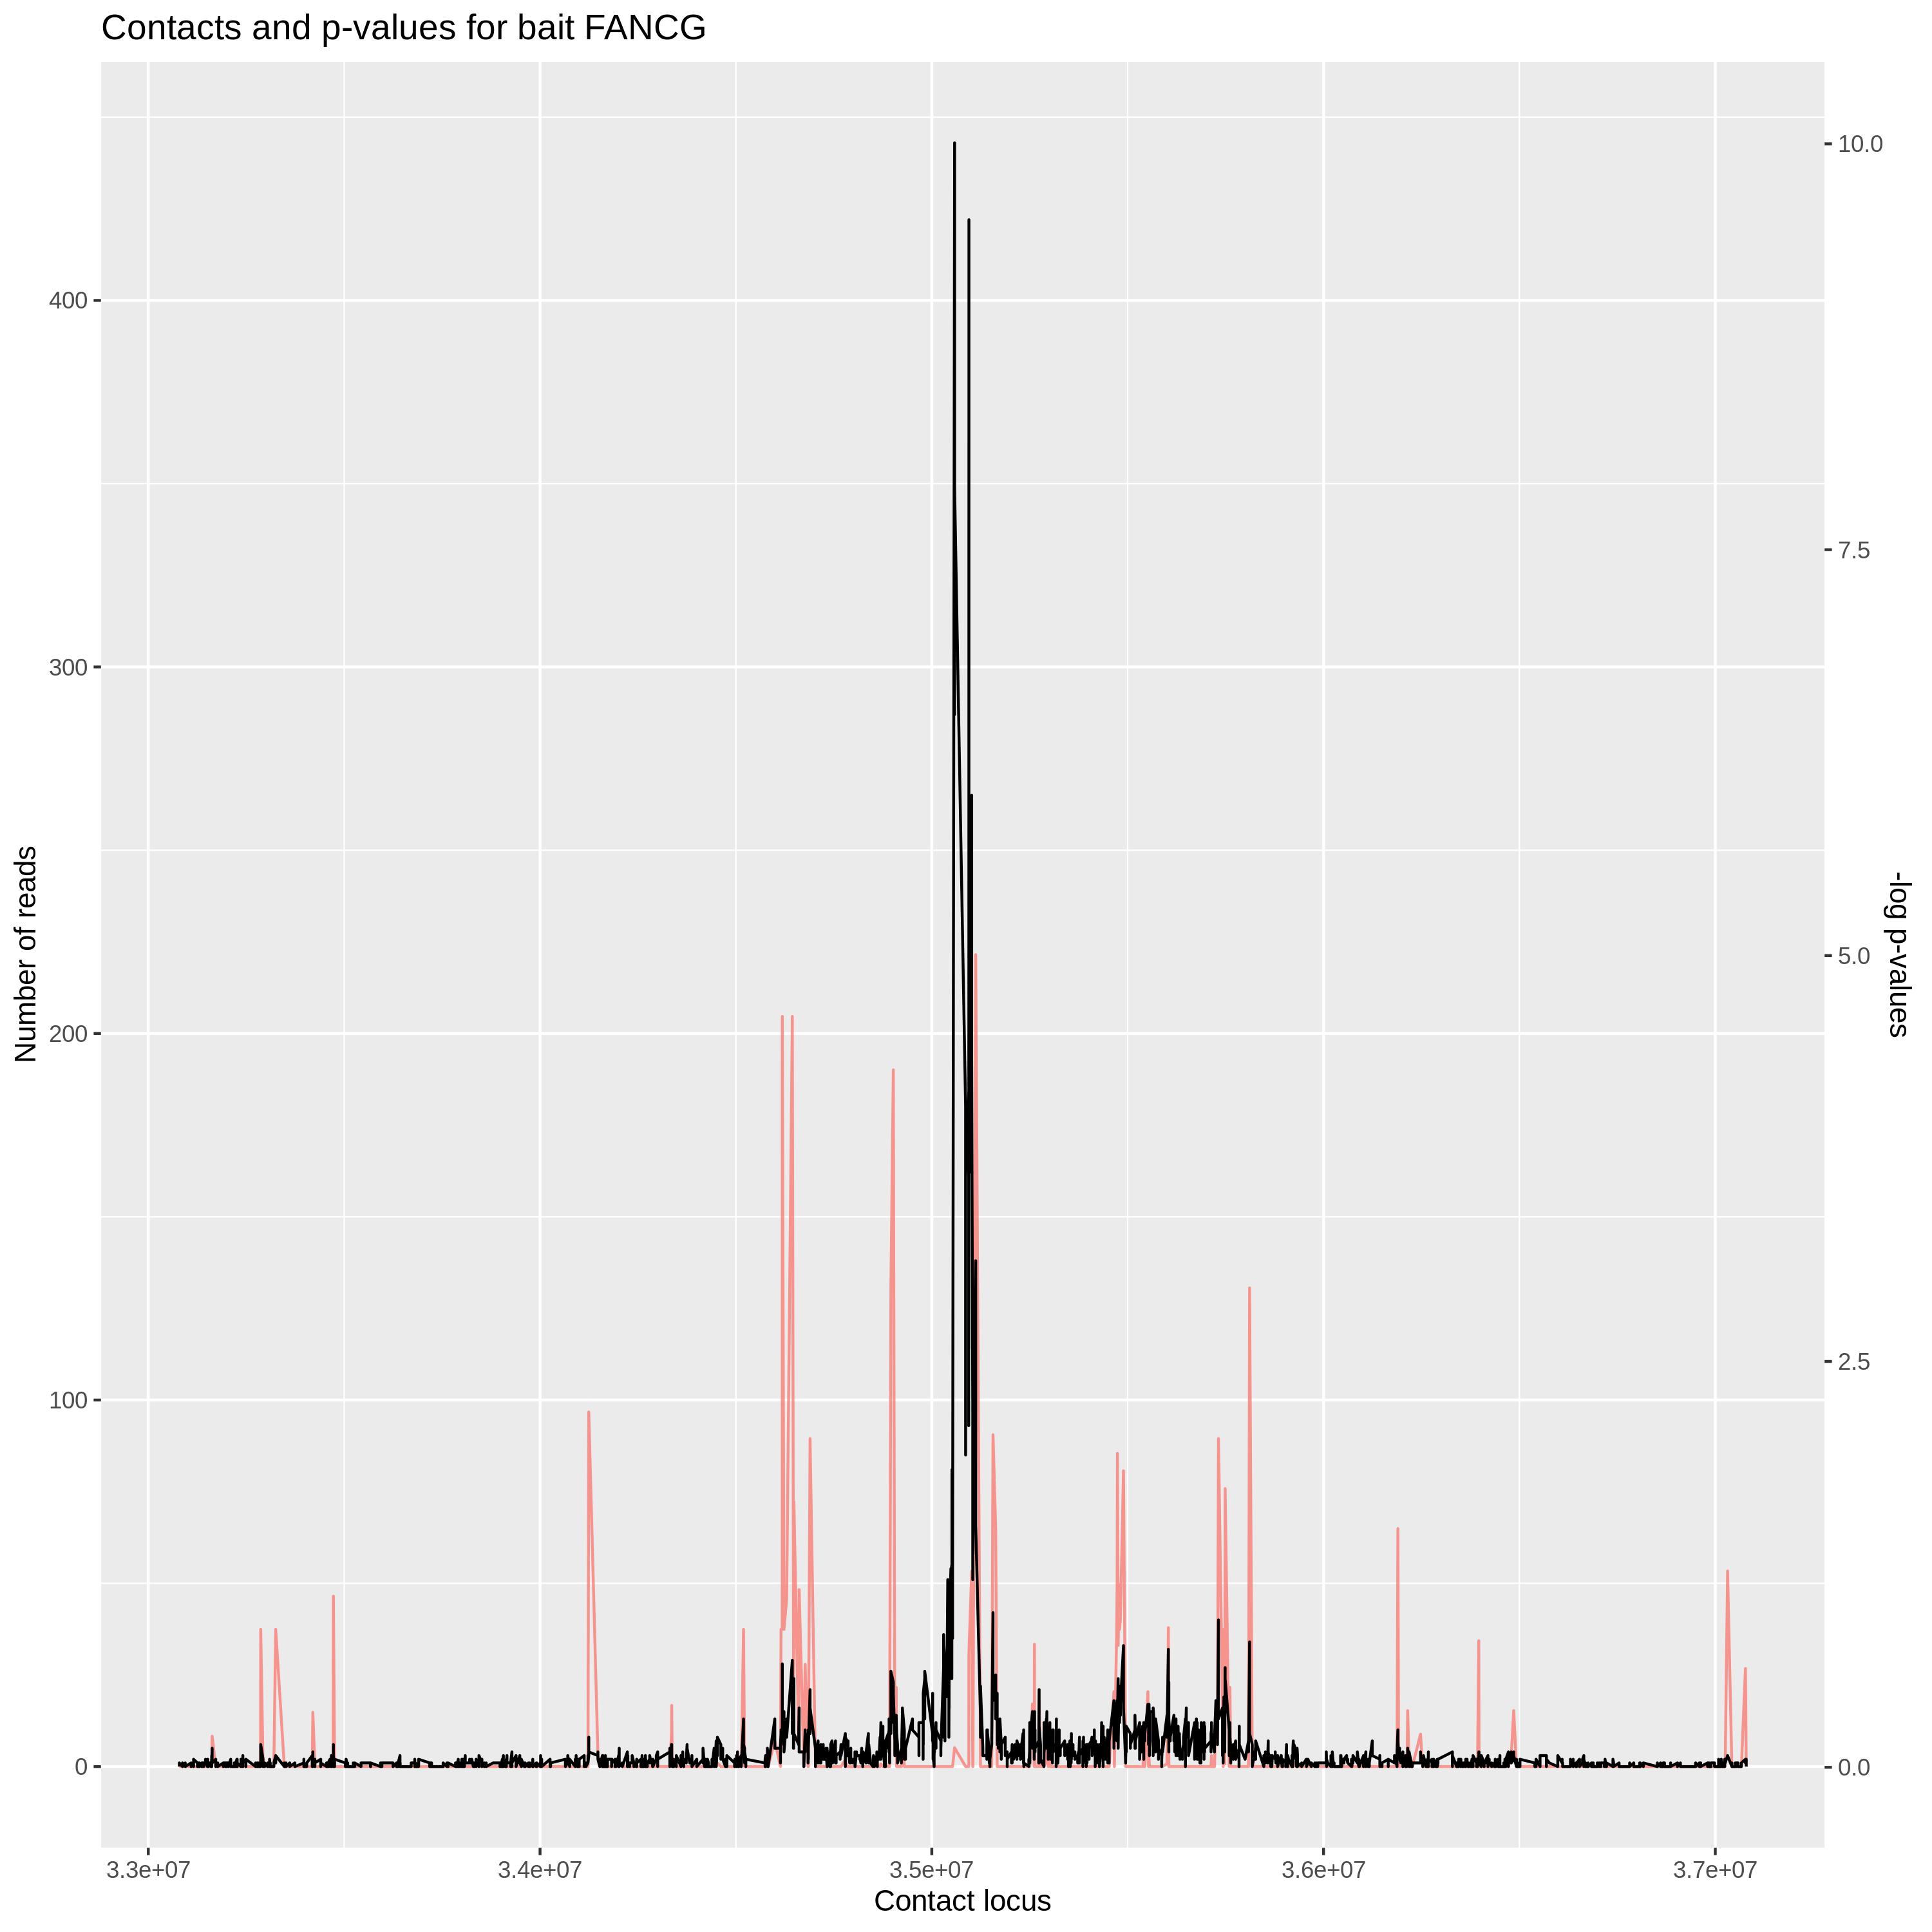 Contacts and p-values for bait FANCG
10.0
400
7.5
300
Number of reads
-log p-values
5.0
200
2.5
100
0
0.0
3.3e+07 3.4e+07 3.5e+07 3.6e+07 3.7e+07
Contact locus